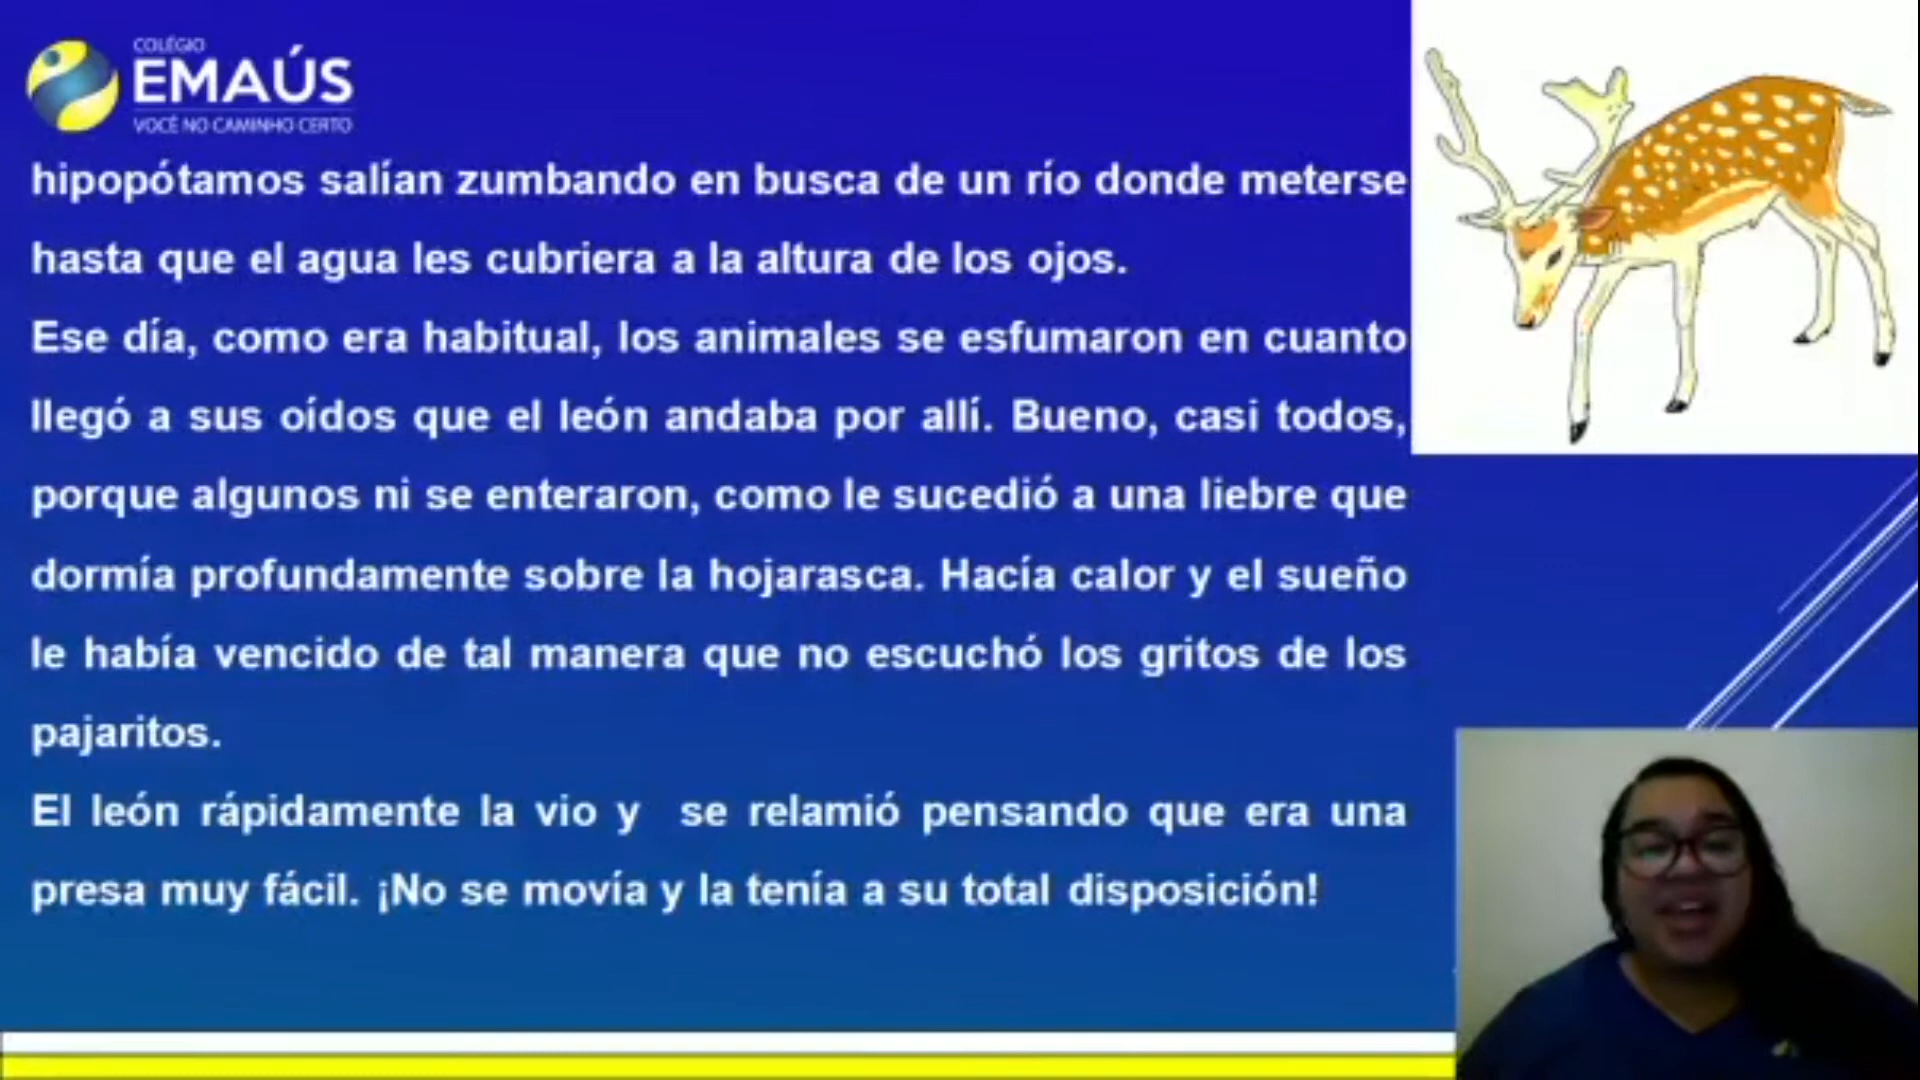 COLÉGIO
EMAÚS
VOCÊ NO CAMINHO CERTO
hipopótamos salían zumbando en busca de un río donde meterse
hasta que el agua les cubriera a la altura de los ojos.
Ese día, como era habitual, los animales se esfumaron en cuanto
llegó a sus oídos que el león andaba por allí. Bueno, casi todos,
porque algunos ni se enteraron, como le sucedió a una liebre que
dormía profundamente sobre la hojarasca. Hacía calor y el sueño
le había vencido de tal manera que no escuchó los gritos de los
pajaritos.
El león rápidamente la vio y se relamió pensando que era una
presa muy fácil. ¡No se movía y la tenía a su total disposición!